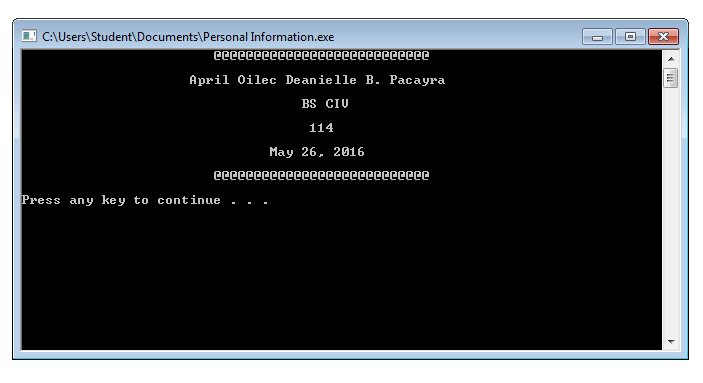 C:\Users\Student\Documents\Personal Information.exe
@@@@@@@@@@@@@@@@@@@@@@@@@@@
April Oilec Deanielle B. Pacayra
BS CIV
114
May 26, 2016
@@@@@@@@@@@@@@@@@@@@@@@@@@@
Press any key to continue . . .